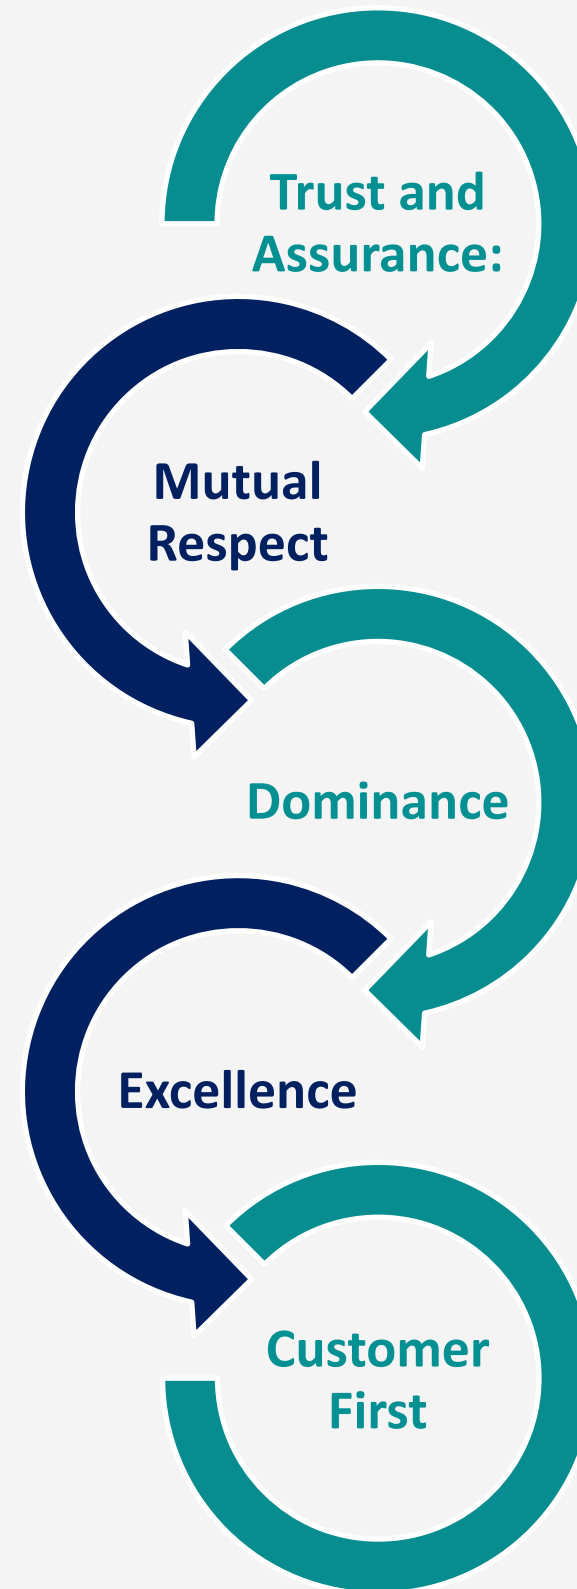 Trust and
Assurance:
Mutual
Respect
Dominance
Excellence
Customer
First